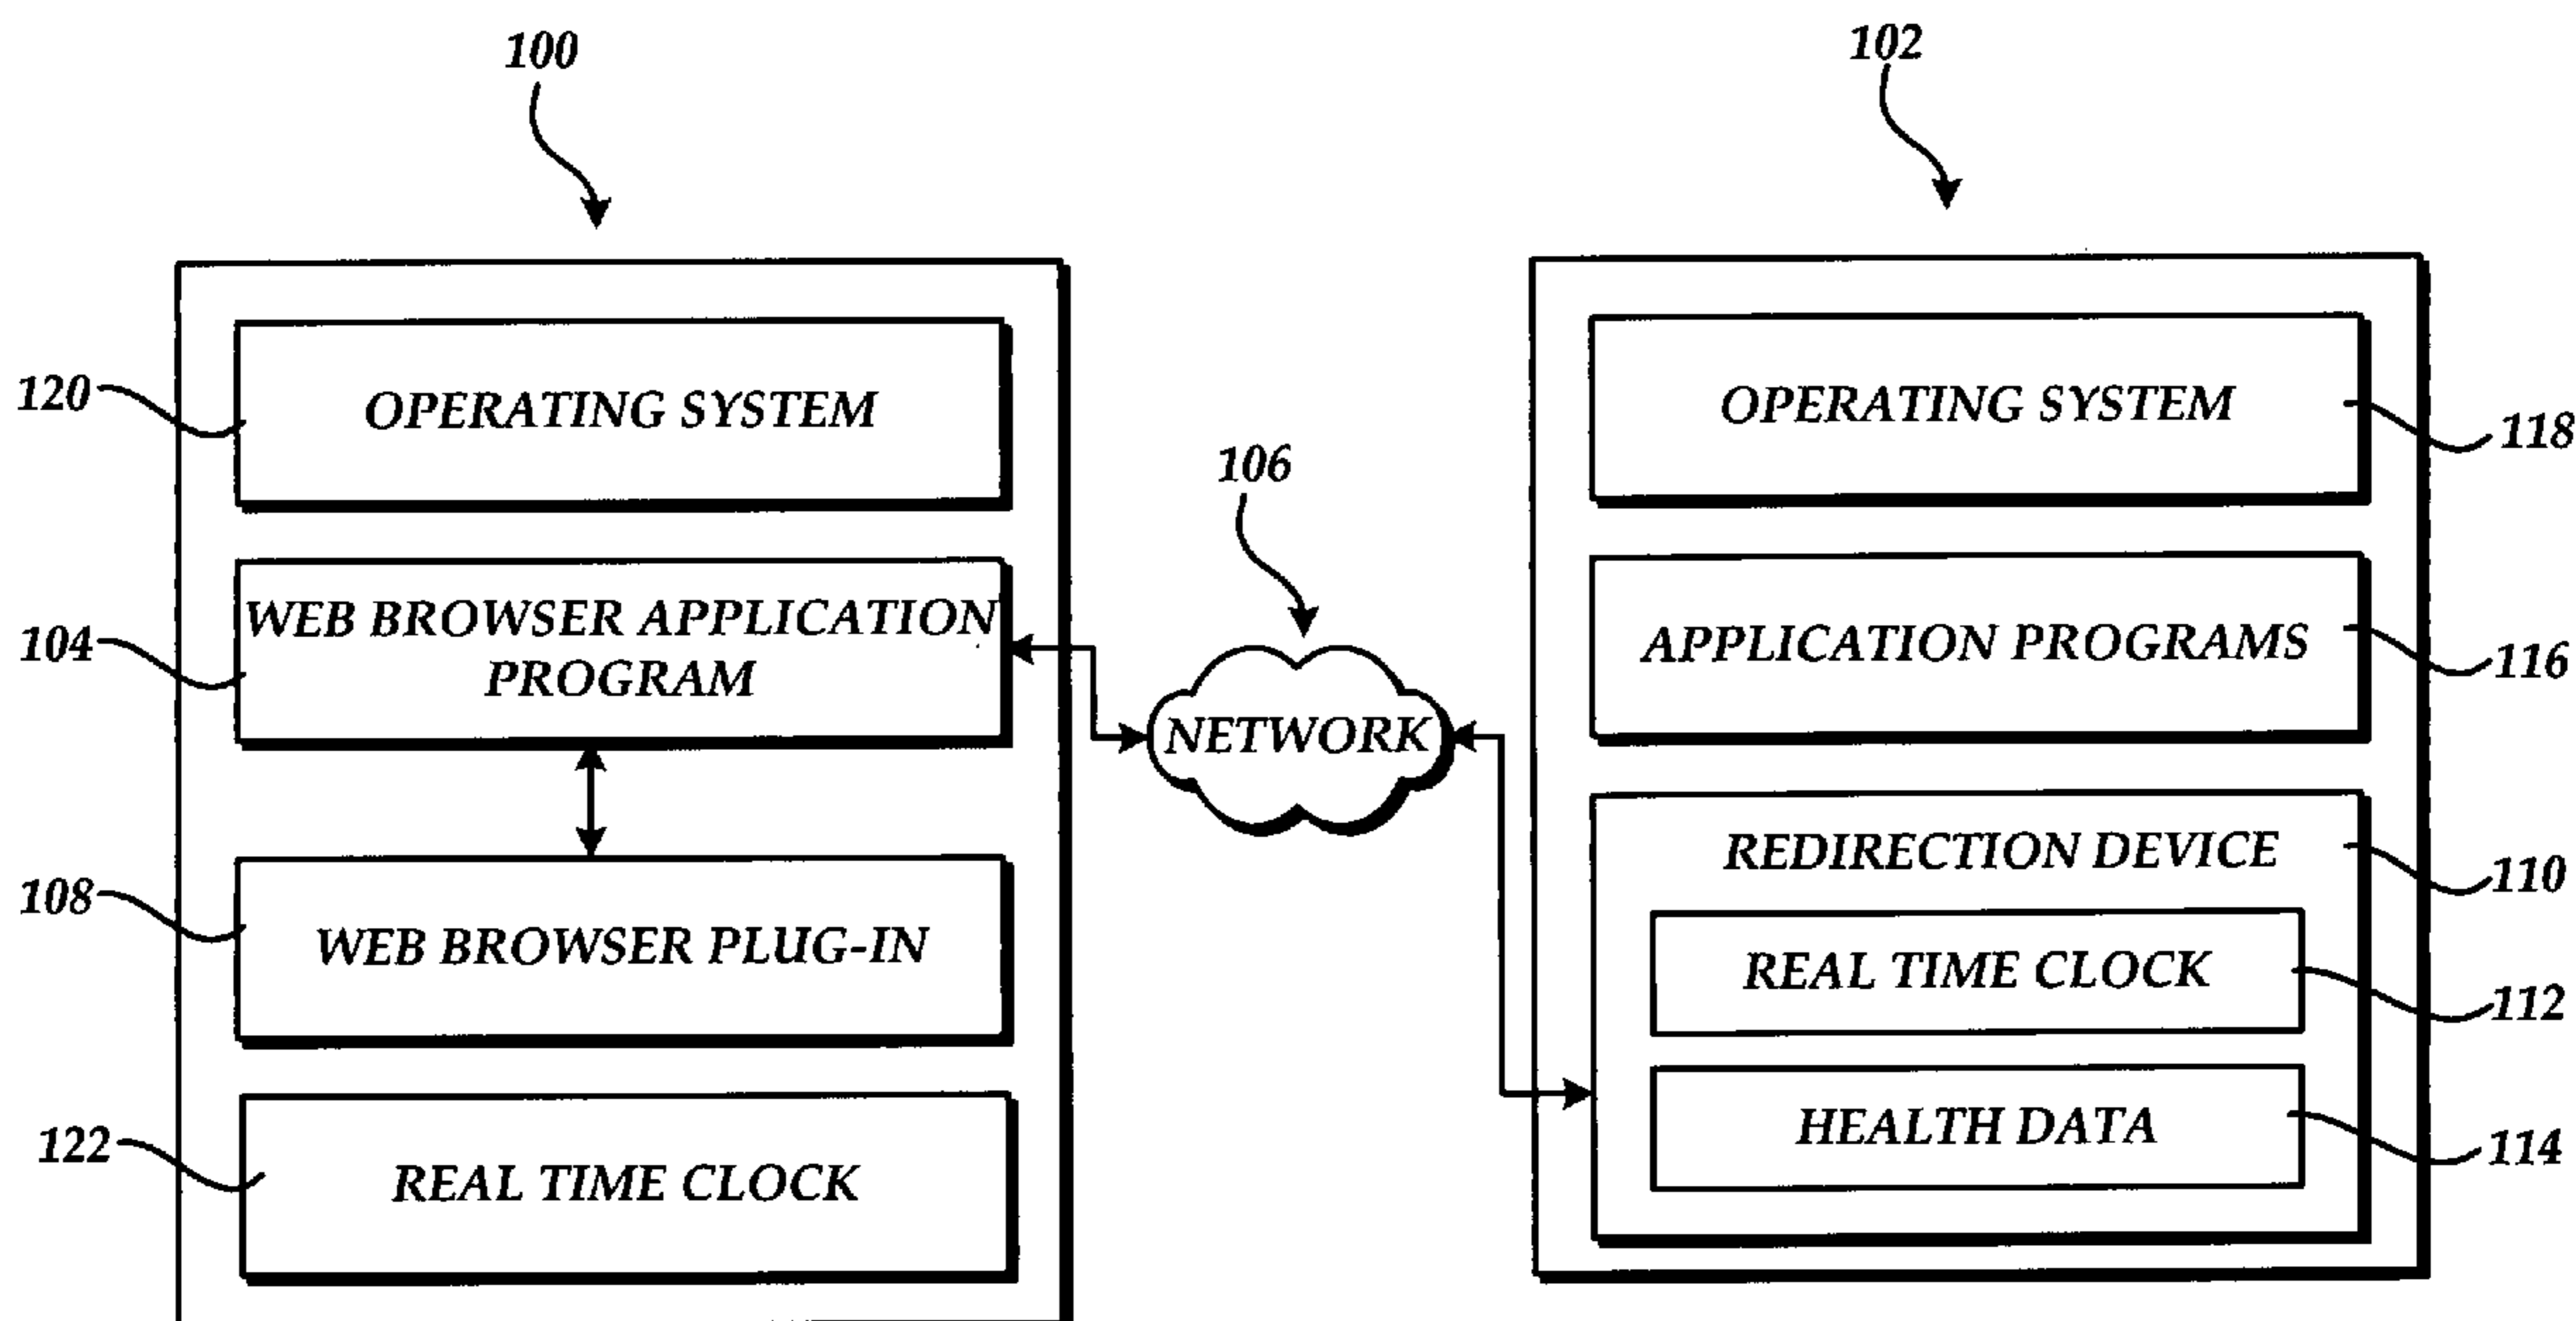 100
102
120
OPERATING SYSTEM
OPERATING SYSTEM
118
106
104
WEB BROWSER APPLICATION
PROGRAM
APPLICATION PROGRAMS
116
NETWORK
REDIRECTION DEVICE
110
108
WEB BROWSER PLUG-IN
REAL TIME CLOCK
112
122
REAL TIME CLOCK
HEALTH DATA
114